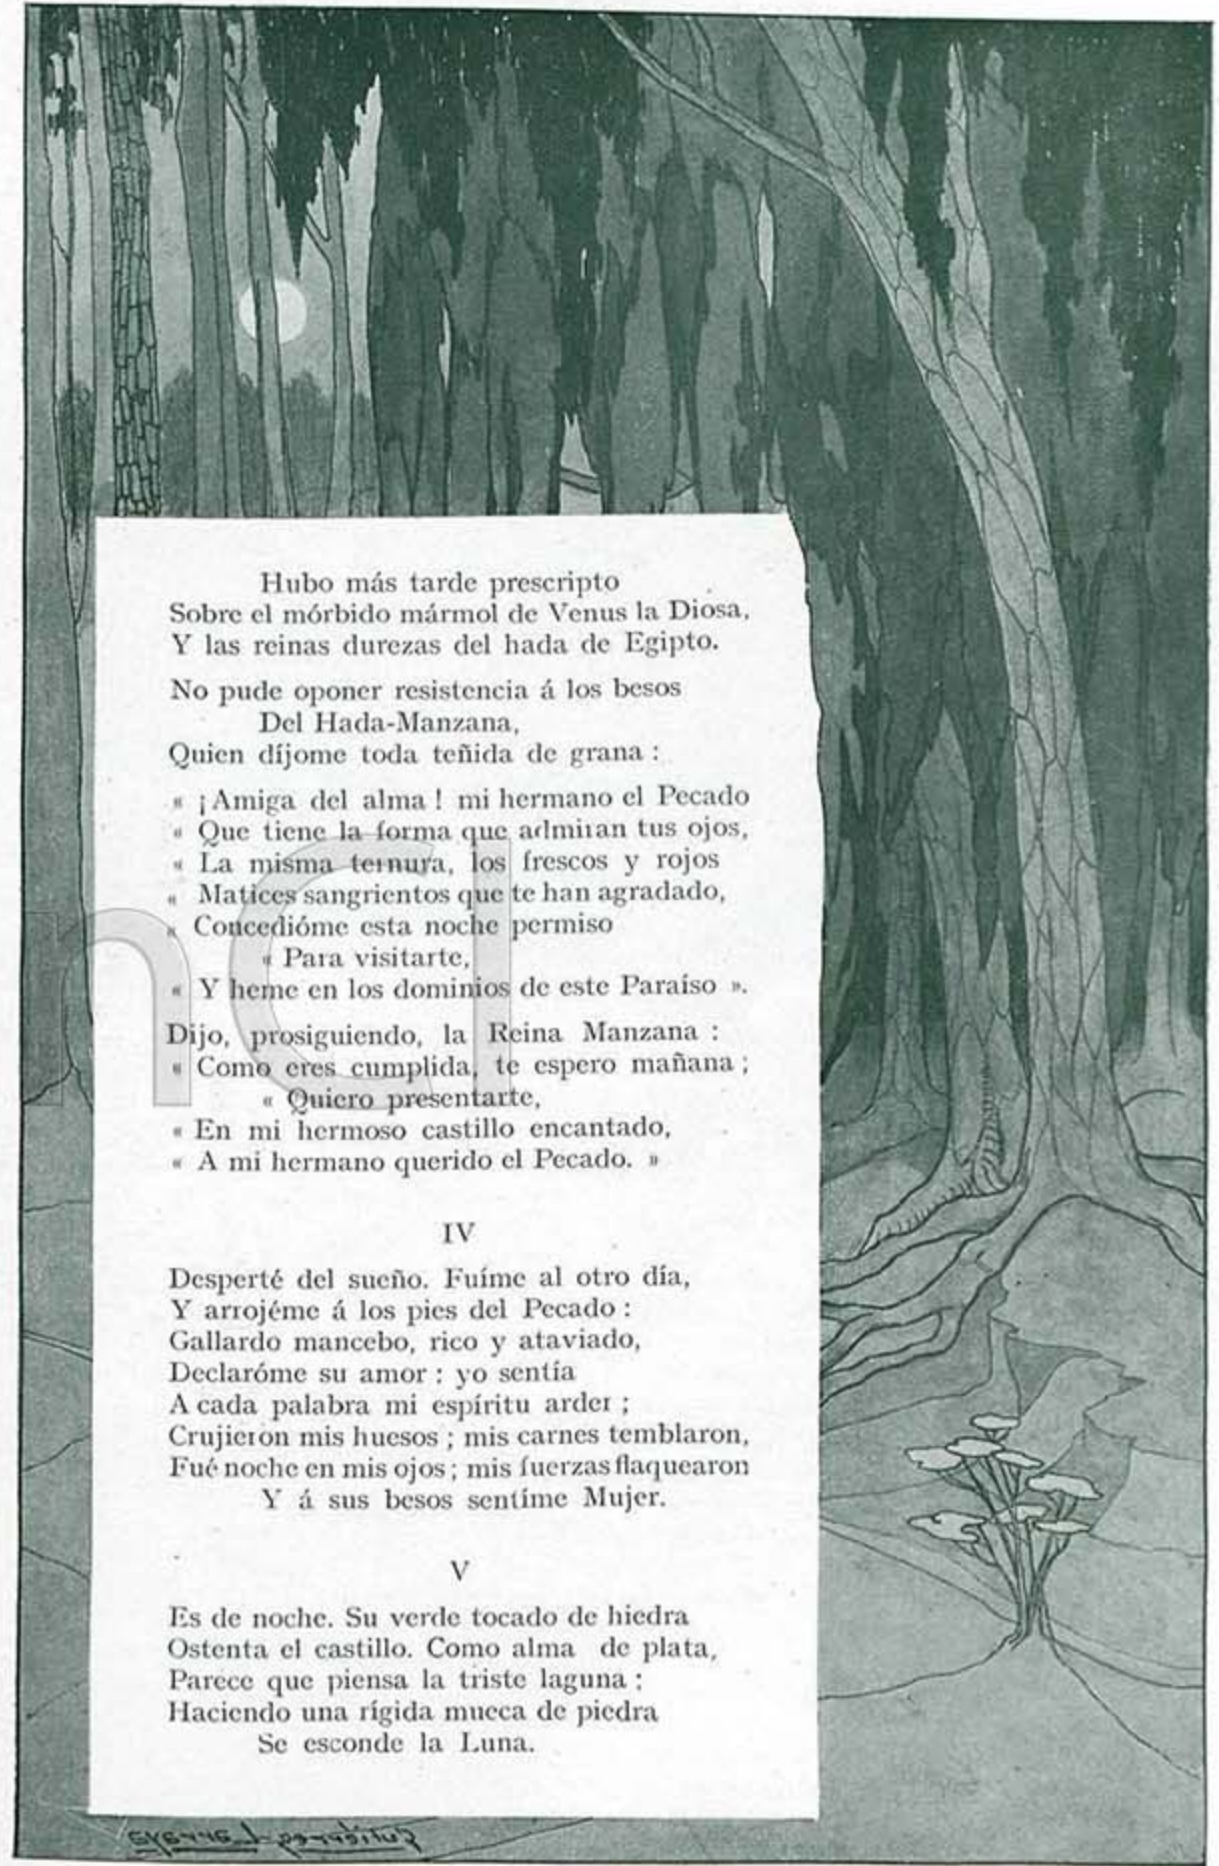 Hubo más tarde prescripto
Sobre el mórbido mármol de Venus la Diosa,
Y las reinas durezas del hada de Egipto.
No pude oponer resistencia á los besos
Del Hada-Manzana,
Quien díjome toda teñida de grana :
« ¡Amiga del alma ! mi hermano el Pecado
« Que tiene la forma que admiran tus ojos,
« La misma ternura, los frescos y rojos
« Matices sangrientos que te han agradado,
« Concedióme esta noche permiso
« Para visitarte,
« Y heme en los dominios de este Paraíso ».
Dijo, prosiguiendo, la Reina Manzana :
« Como eres cumplida, te espero mañana ;
« Quiero presentarte,
« En mi hermoso castillo encantado,
« A mi hermano querido el Pecado. »
IV
Desperté del sueño. Fuíme al otro día,
Y arrojéme á los pies del Pecado :
Gallardo mancebo, rico y ataviado,
Declaróme su amor : yo sentía
A cada palabra mi espíritu arder ;
Crujieron mis huesos ; mis carnes temblaron,
Fué noche en mis ojos ; mis fuerzas flaquearon
Y á sus besos sentíme Mujer.
V
Es de noche. Su verde tocado de hiedra
Ostenta el castillo. Como alma de plata,
Parece que piensa la triste laguna ;
Haciendo una rígida mueca de piedra
Se esconde la Luna.